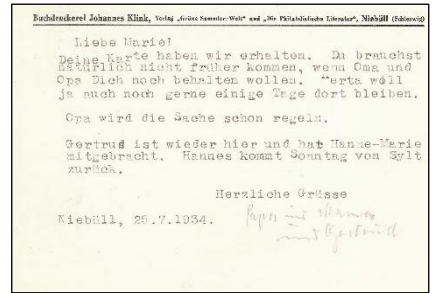 Buchdruckerei Johannes Klink, Verlag „Grüne Sammler-Welt" und „Die Philatelistische Literatur", Niebüll (Schleswig)
Liebe Marie!
Deine Karte haben wir erhalten. Du brauchst
natürlich nicht früher kommen, wenn Oma und
Opa Dich noch behalten wollen. "erta will
ja auch noch gerne einige Tage dort bleiben.
Opa wird die Sache schon regeln.
Gertrud ist wieder hier und hat Hanne-Marie
mitgebracht. Hannes kommt Sonntag von Sylt
zurück.
Herzliche Grüsse
Niebüll, 25.7.1934.
Papa und Mama
und Gertrud